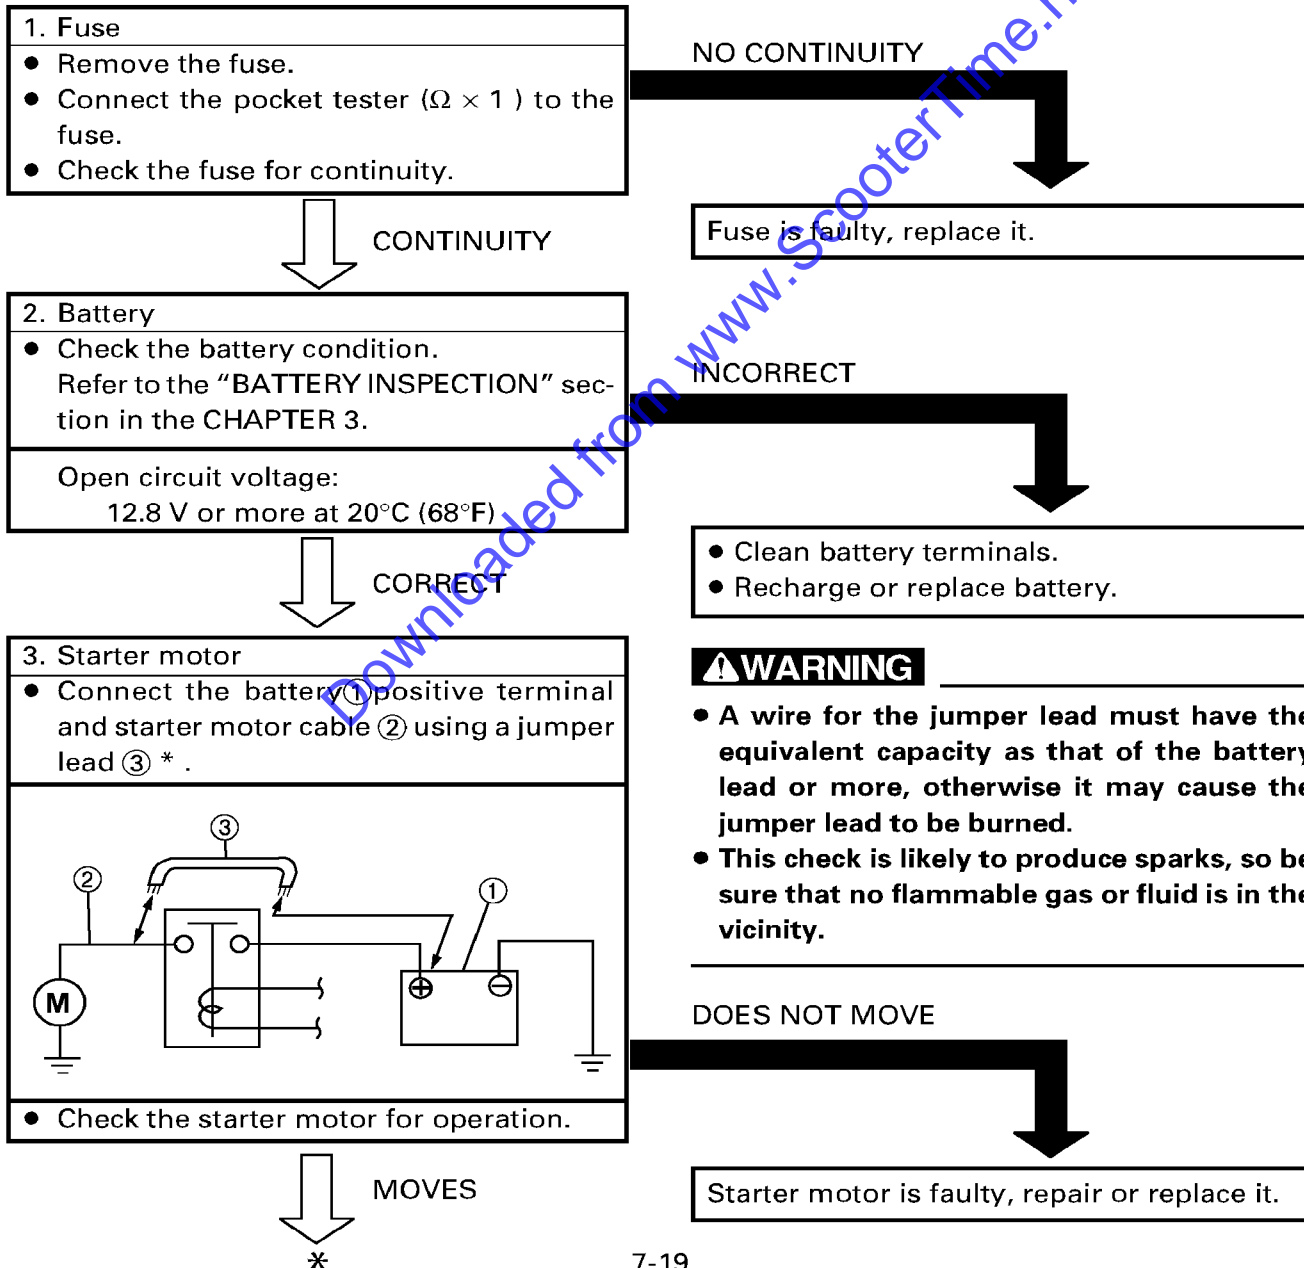 1. Fuse
● Remove the fuse.
● Connect the pocket tester (Ω × 1 ) to the
fuse.
● Check the fuse for continuity.
NO CONTINUITY
Fuse is faulty, replace it.
CONTINUITY
2. Battery
● Check the battery condition.
Refer to the “BATTERY INSPECTION” sec-
tion in the CHAPTER 3.
Open circuit voltage:
12.8 V or more at 20°C (68°F)
INCORRECT
● Clean battery terminals.
● Recharge or replace battery.
CORRECT
3. Starter motor
● Connect the battery ① positive terminal
and starter motor cable ② using a jumper
lead ③ * .
WARNING
● A wire for the jumper lead must have the
equivalent capacity as that of the battery
lead or more, otherwise it may cause the
jumper lead to be burned.
● This check is likely to produce sparks, so be
sure that no flammable gas or fluid is in the
vicinity.
③
②
①
M
+
−
● Check the starter motor for operation.
DOES NOT MOVE
Starter motor is faulty, repair or replace it.
MOVES
*
7-19
Downloaded from www.ScooterTime.